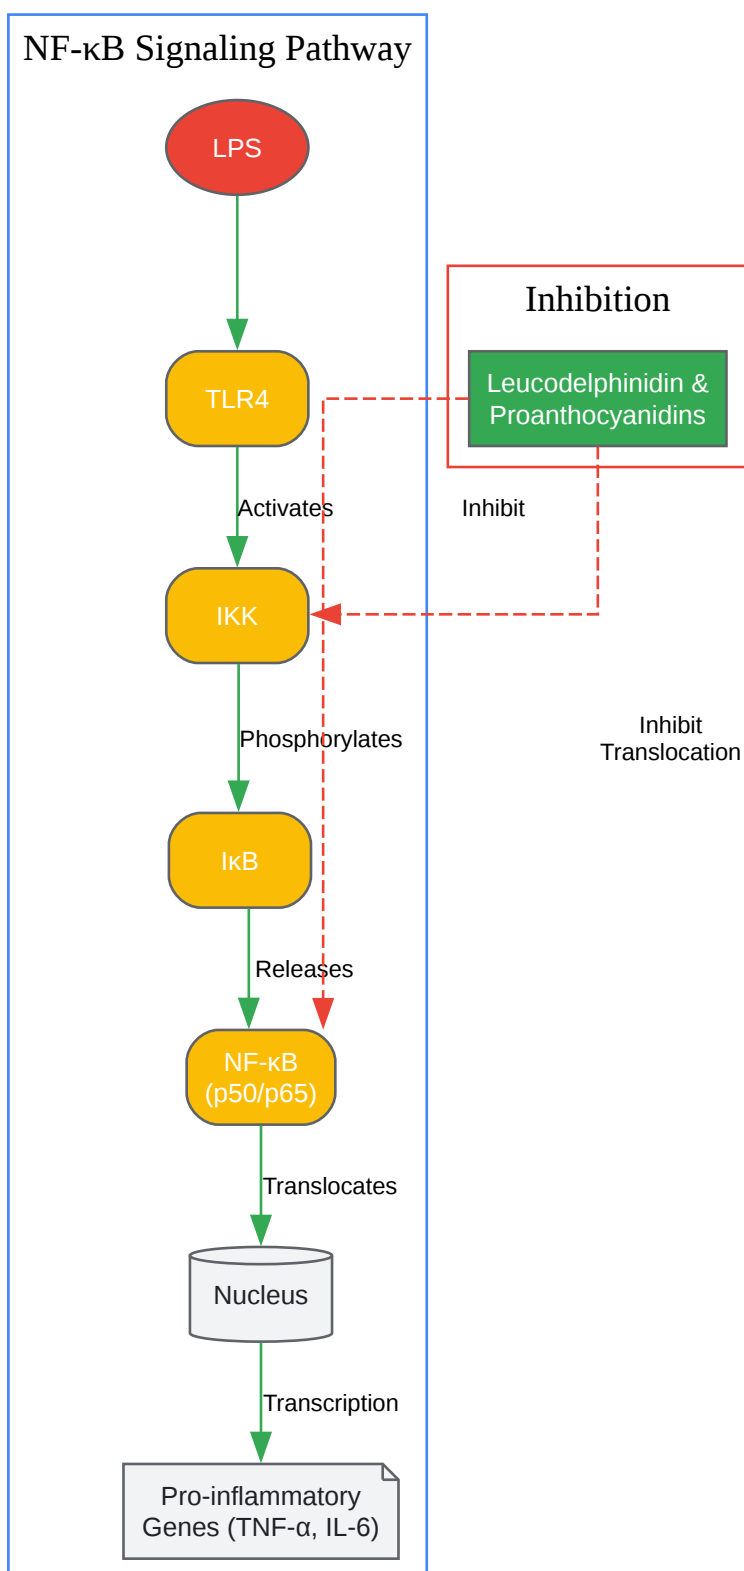 NF-κB Signaling Pathway
LPS
Inhibition
Leucodelphinidin &
Proanthocyanidins
TLR4
Activates
Inhibit
IKK
Inhibit
Translocation
Phosphorylates
IκB
Releases
NF-κB
(p50/p65)
Translocates
Nucleus
Transcription
Pro-inflammatory
Genes (TNF-α, IL-6)